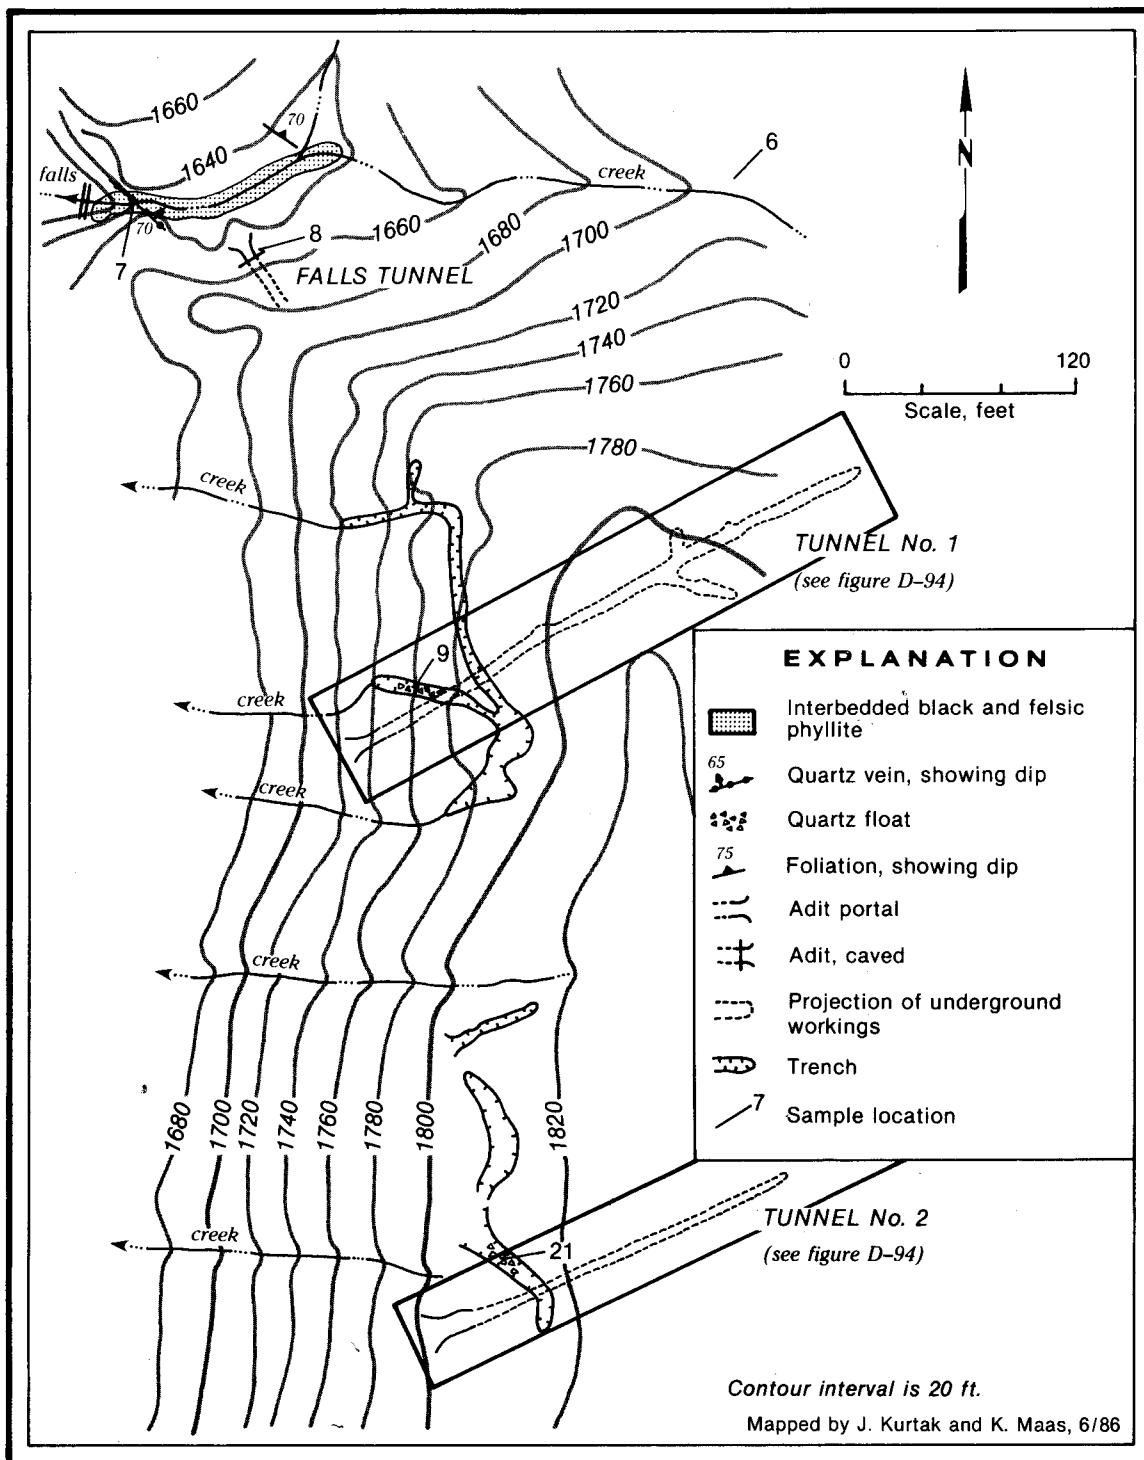 1660
70
6
1640
falls
creek
N
70
8
1660
1680
1700
7
FALLS TUNNEL
1720
1740
0 120
1760
Scale, feet
1780
creek
TUNNEL No. 1
(see figure D-94)
9
creek
creek
EXPLANATION
Interbedded black and felsic
phyllite
65
Quartz vein, showing dip
Quartz float
75
Foliation, showing dip
Adit portal
Adit, caved
creek
Projection of underground
workings
Trench
7
Sample location
1680
1700
1720
1740
1760
1780
1800
1820
creek
21
TUNNEL No. 2
(see figure D-94)
Contour interval is 20 ft.
Mapped by J. Kurtak and K. Maas, 6/86